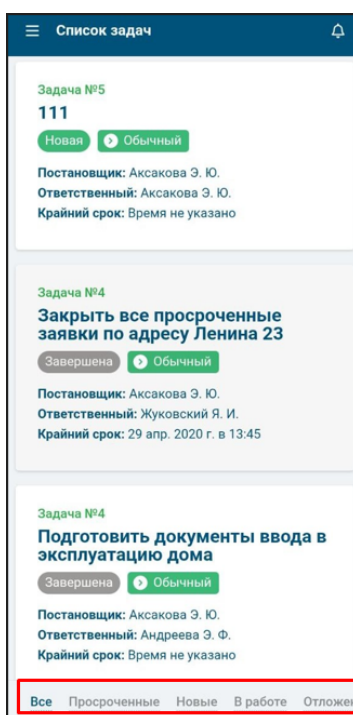 Список задач
Задача №5
111
Новая Обычный
Постановщик: Аксакова Э. Ю.
Ответственный: Аксакова Э. Ю.
Крайний срок: Время не указано
Задача №4
Закрыть все просроченные
заявки по адресу Ленина 23
Завершена Обычный
Постановщик: Аксакова Э. Ю.
Ответственный: Жуковский Я. И.
Крайний срок: 29 апр. 2020 г. в 13:45
Задача №4
Подготовить документы ввода в
эксплуатацию дома
Завершена Обычный
Постановщик: Аксакова Э. Ю.
Ответственный: Андреева Э. Ф.
Крайний срок: Время не указано
Все Просроченные Новые В работе Отложен